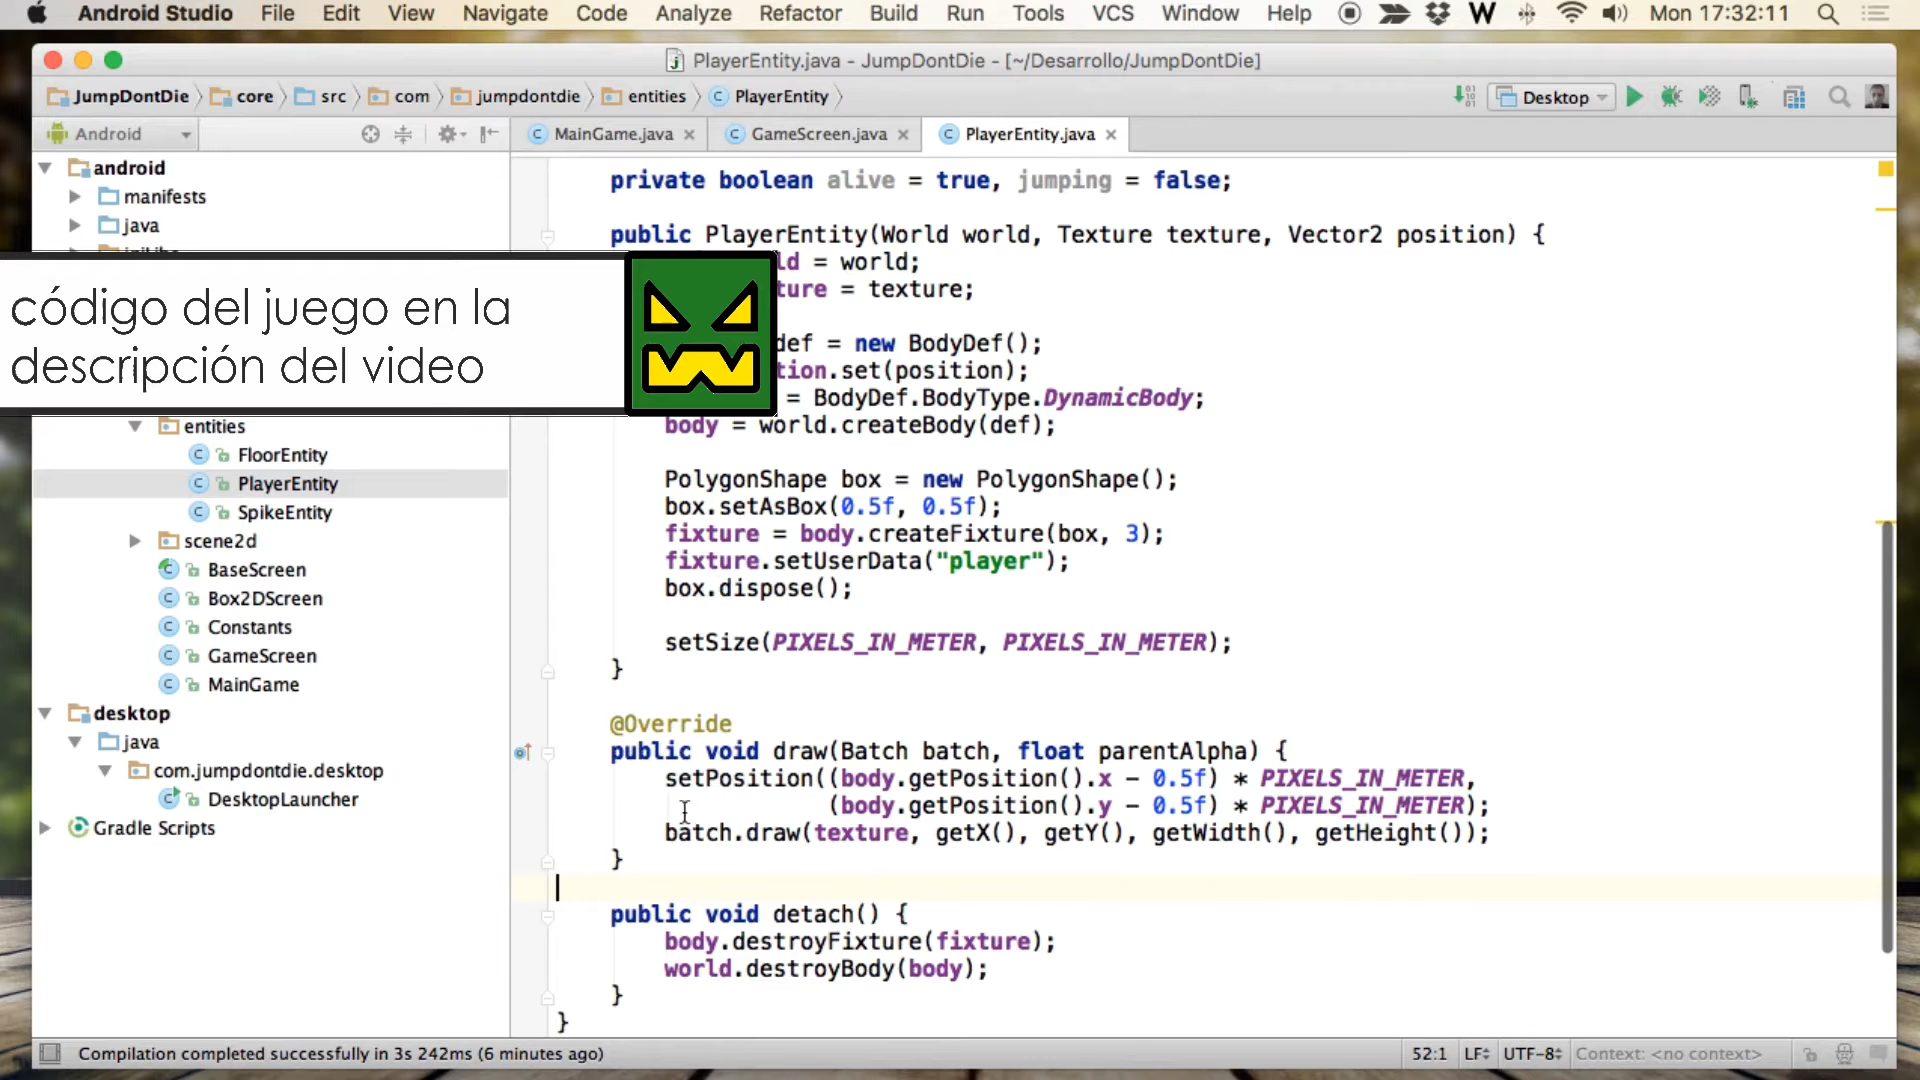 Android Studio File Edit View Navigate Code Analyze Refactor Build Run Tools VCS Window Help W Mon 17:32:11
PlayerEntity.java - JumpDontDie - [~/Desarrollo/JumpDontDie]
JumpDontDie core src com jumpdontdie entities PlayerEntity Desktop
Android MainGame.java GameScreen.java PlayerEntity.java
android
manifests
java
código del juego en la
descripción del video
entities
FloorEntity
PlayerEntity
SpikeEntity
scene2d
BaseScreen
Box2DScreen
Constants
GameScreen
MainGame
desktop
java
com.jumpdontdie.desktop
DesktopLauncher
Gradle Scripts
private boolean alive = true, jumping = false;
public PlayerEntity(World world, Texture texture, Vector2 position) {
ld = world;
ture = texture;
def = new BodyDef();
tion.set(position);
= BodyDef.BodyType.DynamicBody;
body = world.createBody(def);
PolygonShape box = new PolygonShape();
box.setAsBox(0.5f, 0.5f);
fixture = body.createFixture(box, 3);
fixture.setUserData("player");
box.dispose();
setSize(PIXELS_IN_METER, PIXELS_IN_METER);
}
@Override
public void draw(Batch batch, float parentAlpha) {
setPosition((body.getPosition().x - 0.5f) * PIXELS_IN_METER,
(body.getPosition().y - 0.5f) * PIXELS_IN_METER);
batch.draw(texture, getX(), getY(), getWidth(), getHeight());
}
public void detach() {
body.destroyFixture(fixture);
world.destroyBody(body);
}
}
Compilation completed successfully in 3s 242ms (6 minutes ago) 52:1 LF UTF-8 Context: <no context>